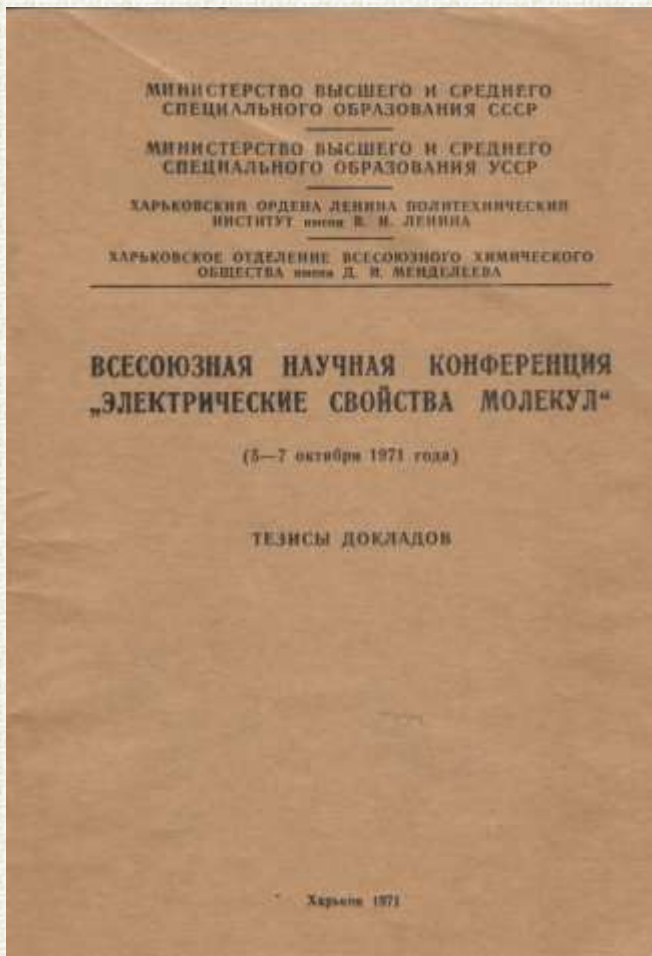 МИНИСТЕРСТВО ВЫСШЕГО И СРЕДНЕГО
СПЕЦИАЛЬНОГО ОБРАЗОВАНИЯ СССР
МИНИСТЕРСТВО ВЫСШЕГО И СРЕДНЕГО
СПЕЦИАЛЬНОГО ОБРАЗОВАНИЯ УССР
ХАРЬКОВСКИЙ ОРДЕНА ЛЕНИНА ПОЛИТЕХНИЧЕСКИЙ
ИНСТИТУТ имени В. И. ЛЕНИНА
ХАРЬКОВСКОЕ ОТДЕЛЕНИЕ ВСЕСОЮЗНОГО ХИМИЧЕСКОГО
ОБЩЕСТВА имени Д. И. МЕНДЕЛЕЕВА
ВСЕСОЮЗНАЯ НАУЧНАЯ КОНФЕРЕНЦИЯ
„ЭЛЕКТРИЧЕСКИЕ СВОЙСТВА МОЛЕКУЛ“
(5—7 октября 1971 года)
ТЕЗИСЫ ДОКЛАДОВ
Харьков 1971